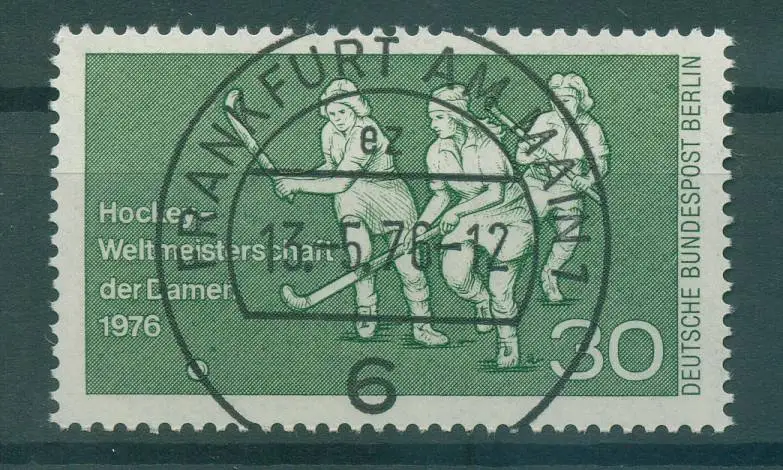 Hockey
Weltmeisterschaft
der Damen
1976
30
DEUTSCHE BUNDESPOST BERLIN
FRANKFURT AM MAIN 1
ez
13.-5.76-12
6